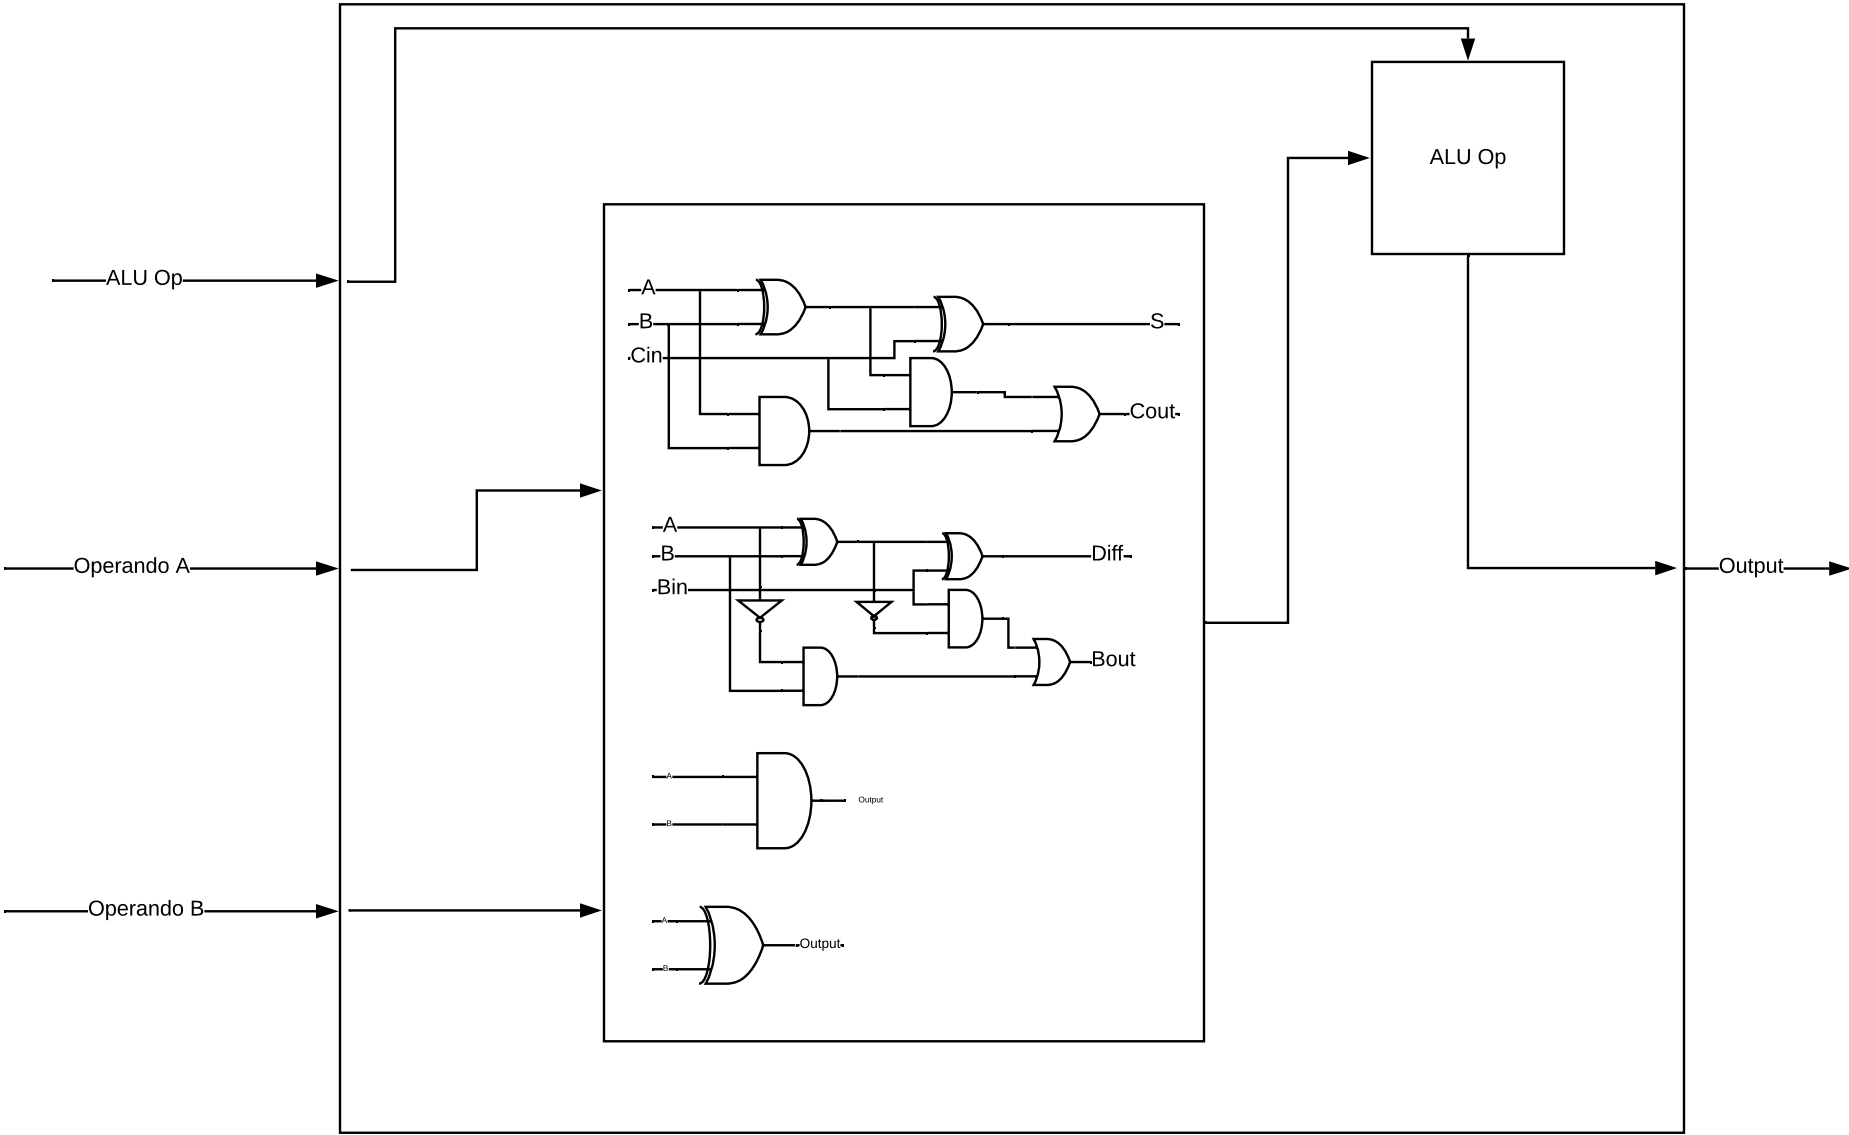 ALU Op
Operando A
Operando B
A
B
Cin
S
Cout
A
B
Bin
Diff
Bout
A
B
Output
A
B
Output
ALU Op
Output